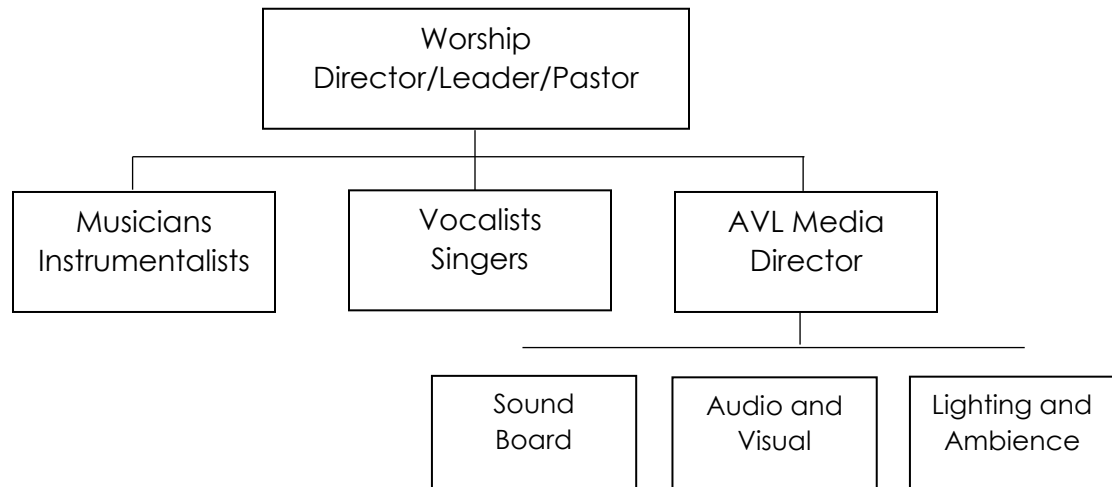 Worship
Director/Leader/Pastor
Musicians
Instrumentalists
Vocalists
Singers
AVL Media
Director
Sound
Board
Audio and
Visual
Lighting and
Ambience